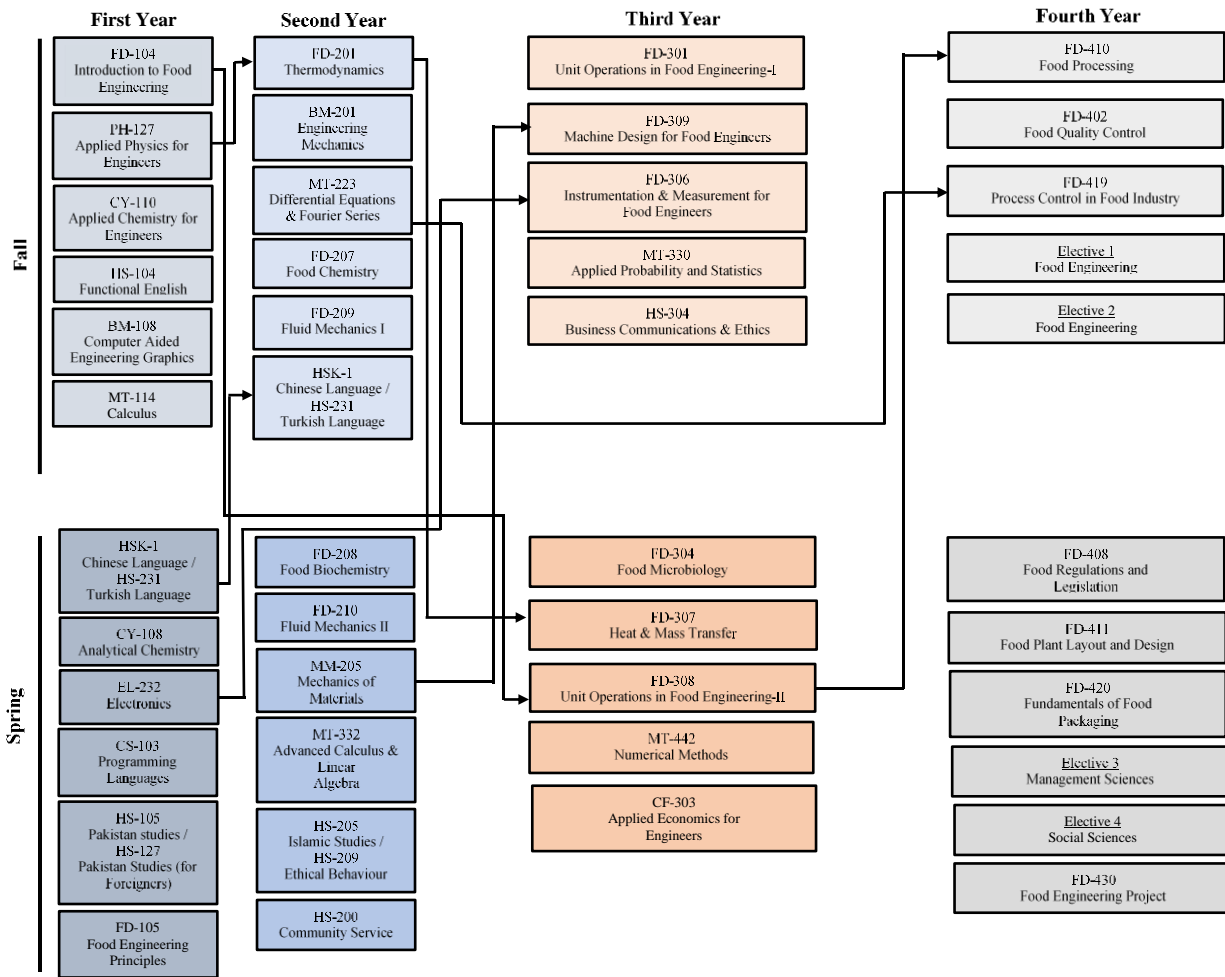 First Year
Second Year
Third Year
Fourth Year
Fall
FD-104
Introduction to Food
Engineering
PH-127
Applied Physics for
Engineers
CY-110
Applied Chemistry for
Engineers
HS-104
Functional English
BM-108
Computer Aided
Engineering Graphics
MT-114
Calculus
FD-201
Thermodynamics
BM-201
Engineering
Mechanics
MT-223
Differential Equations
& Fourier Series
FD-207
Food Chemistry
FD-209
Fluid Mechanics I
HSK-1
Chinese Language /
HS-231
Turkish Language
FD-301
Unit Operations in Food Engineering-I
FD-309
Machine Design for Food Engineers
FD-306
Instrumentation & Measurement for
Food Engineers
MT-330
Applied Probability and Statistics
HS-304
Business Communications & Ethics
FD-410
Food Processing
FD-402
Food Quality Control
FD-419
Process Control in Food Industry
Elective 1
Food Engineering
Elective 2
Food Engineering
Spring
HSK-1
Chinese Language /
HS-231
Turkish Language
CY-108
Analytical Chemistry
EL-232
Electronics
CS-103
Programming
Languages
HS-105
Pakistan studies /
HS-127
Pakistan Studies (for
Foreigners)
FD-105
Food Engineering
Principles
FD-208
Food Biochemistry
FD-210
Fluid Mechanics II
MM-205
Mechanics of
Materials
MT-332
Advanced Calculus &
Linear
Algebra
HS-205
Islamic Studies /
HS-209
Ethical Behaviour
HS-200
Community Service
FD-304
Food Microbiology
FD-307
Heat & Mass Transfer
FD-308
Unit Operations in Food Engineering-II
MT-442
Numerical Methods
CF-303
Applied Economics for
Engineers
FD-408
Food Regulations and
Legislation
FD-411
Food Plant Layout and Design
FD-420
Fundamentals of Food
Packaging
Elective 3
Management Sciences
Elective 4
Social Sciences
FD-430
Food Engineering Project